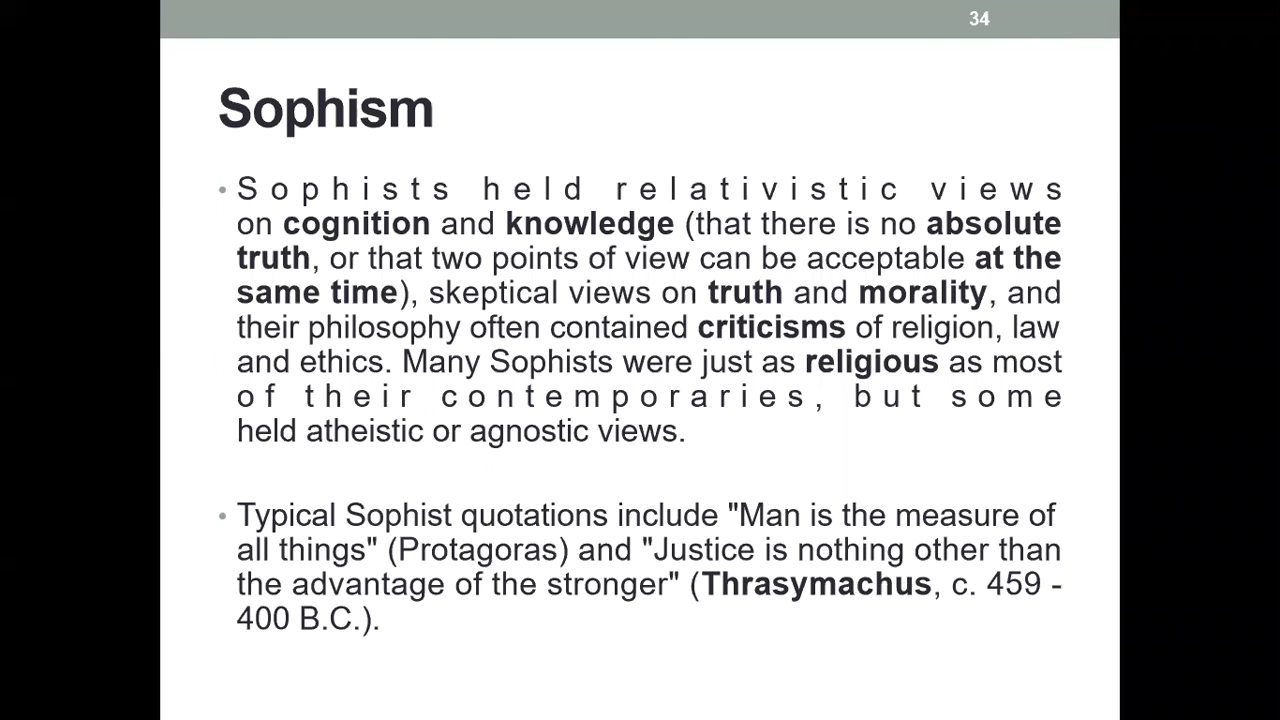 34
Sophism
• Sophists held relativistic views
on cognition and knowledge (that there is no absolute
truth, or that two points of view can be acceptable at the
same time), skeptical views on truth and morality, and
their philosophy often contained criticisms of religion, law
and ethics. Many Sophists were just as religious as most
of their contemporaries, but some
held atheistic or agnostic views.
• Typical Sophist quotations include "Man is the measure of
all things" (Protagoras) and "Justice is nothing other than
the advantage of the stronger" (Thrasymachus, c. 459 -
400 B.C.).